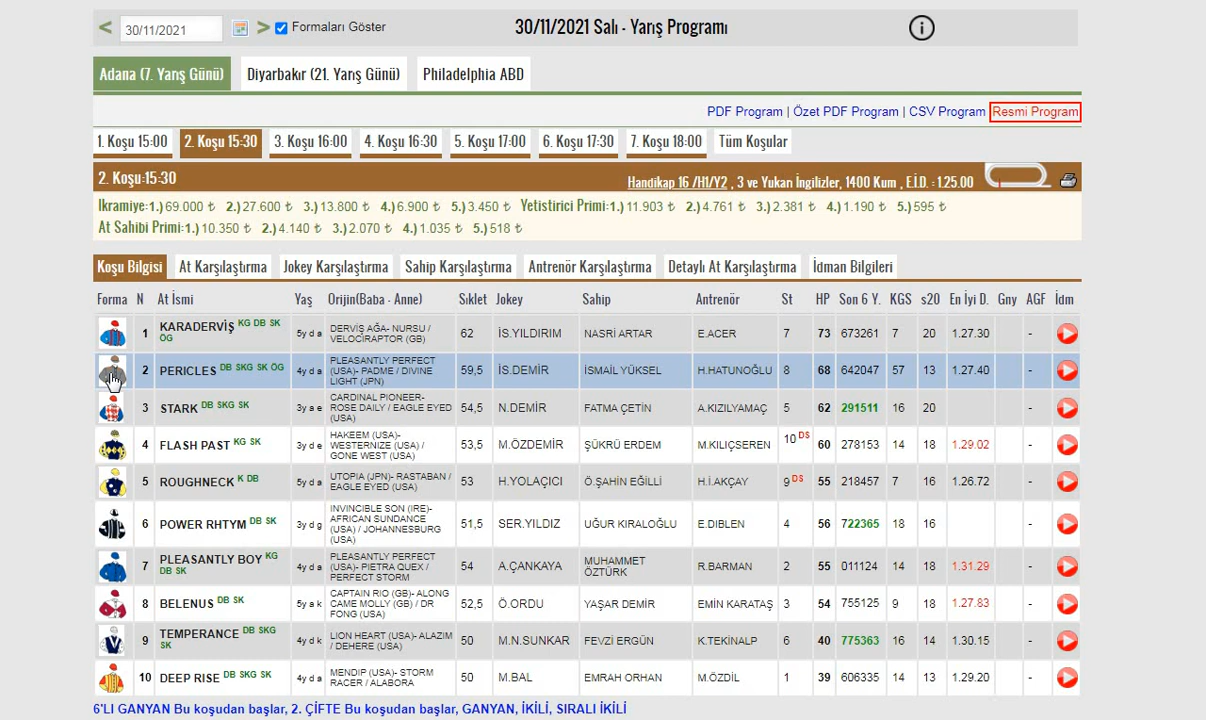 < 30/11/2021 > Formaları Göster 30/11/2021 Salı - Yarış Programı
Adana (7. Yarış Günü) Diyarbakır (21. Yarış Günü) Philadelphia ABD
PDF Program | Özet PDF Program | CSV Program Resmi Program
1. Koşu 15:00 2. Koşu 15:30 3. Koşu 16:00 4. Koşu 16:30 5. Koşu 17:00 6. Koşu 17:30 7. Koşu 18:00 Tüm Koşular
2. Koşu:15:30 Handikap 16 /H1/Y2 , 3 ve Yukarı İngilizler, 1400 Kum , E.İ.D. : 1.25.00
Ikramiye:1.) 69.000 ₺ 2.) 27.600 ₺ 3.) 13.800 ₺ 4.) 6.900 ₺ 5.) 3.450 ₺ Yetistirici Primi:1.) 11.903 ₺ 2.) 4.761 ₺ 3.) 2.381 ₺ 4.) 1.190 ₺ 5.) 595 ₺
At Sahibi Primi:1.) 10.350 ₺ 2.) 4.140 ₺ 3.) 2.070 ₺ 4.) 1.035 ₺ 5.) 518 ₺
Koşu Bilgisi At Karşılaştırma Jokey Karşılaştırma Sahip Karşılaştırma Antrenör Karşılaştırma Detaylı At Karşılaştırma İdman Bilgileri
Forma N At İsmi Yaş Orijin(Baba - Anne) Sıklet Jokey Sahip Antrenör St HP Son 6 Y. KGS s20 En İyi D. Gny AGF İdm
1 KARADERVİŞ KG DB SK ÖG 5y d a DERVİŞ AĞA- NURSU / VELOCIRAPTOR (GB) 62 İS.YILDIRIM NASRİ ARTAR E.ACER 7 73 673261 7 20 1.27.30 -
2 PERICLES DB SKG SK ÖG 4y d a PLEASANTLY PERFECT (USA)- PADME / DIVINE LIGHT (JPN) 59,5 İS.DEMİR İSMAİL YÜKSEL H.HATUNOĞLU 8 68 642047 57 13 1.27.40 -
3 STARK DB SKG SK 3y a e CARDINAL PIONEER- ROSE DAILY / EAGLE EYED (USA) 54,5 N.DEMİR FATMA ÇETİN A.KIZILYAMAÇ 5 62 291511 16 20 -
4 FLASH PAST KG SK 3y d e HAKEEM (USA)- WESTERNIZE (USA) / GONE WEST (USA) 53,5 M.ÖZDEMİR ŞÜKRÜ ERDEM M.KILIÇSEREN 10 DS 60 278153 14 18 1.29.02 -
5 ROUGHNECK K DB 5y d a UTOPIA (JPN)- RASTABAN / EAGLE EYED (USA) 53 H.YOLAÇICI Ö.ŞAHİN EĞİLLİ H.İ.AKÇAY 9 DS 55 218457 7 16 1.26.72 -
6 POWER RHTYM DB SK 3y d g INVINCIBLE SON (IRE)- AFRICAN SUNDANCE (USA) / JOHANNESBURG (USA) 51,5 SER.YILDIZ UĞUR KIRALOĞLU E.DIBLEN 4 56 722365 18 16 -
7 PLEASANTLY BOY KG DB SK 4y d a PLEASANTLY PERFECT (USA)- PIETRA QUEX / PERFECT STORM 54 A.ÇANKAYA MUHAMMET ÖZTÜRK R.BARMAN 2 55 011124 14 18 1.31.29 -
8 BELENUS DB SK 5y a k CAPTAIN RIO (GB)- ALONG CAME MOLLY (GB) / DR FONG (USA) 52,5 Ö.ORDU YAŞAR DEMİR EMİN KARATAŞ 3 54 755125 9 18 1.27.83 -
9 TEMPERANCE DB SKG SK 4y d k LION HEART (USA)- ALAZIM / DEHERE (USA) 50 M.N.SUNKAR FEVZİ ERGÜN K.TEKİNALP 6 40 775363 16 14 1.30.15 -
10 DEEP RISE DB SKG SK 4y d a MENDIP (USA)- STORM RACER / ALABORA 50 M.BAL EMRAH ORHAN M.ÖZDİL 1 39 606335 14 13 1.29.20 -
6'LI GANYAN Bu koşudan başlar, 2. ÇİFTE Bu koşudan başlar, GANYAN, İKİLİ, SIRALI İKİLİ